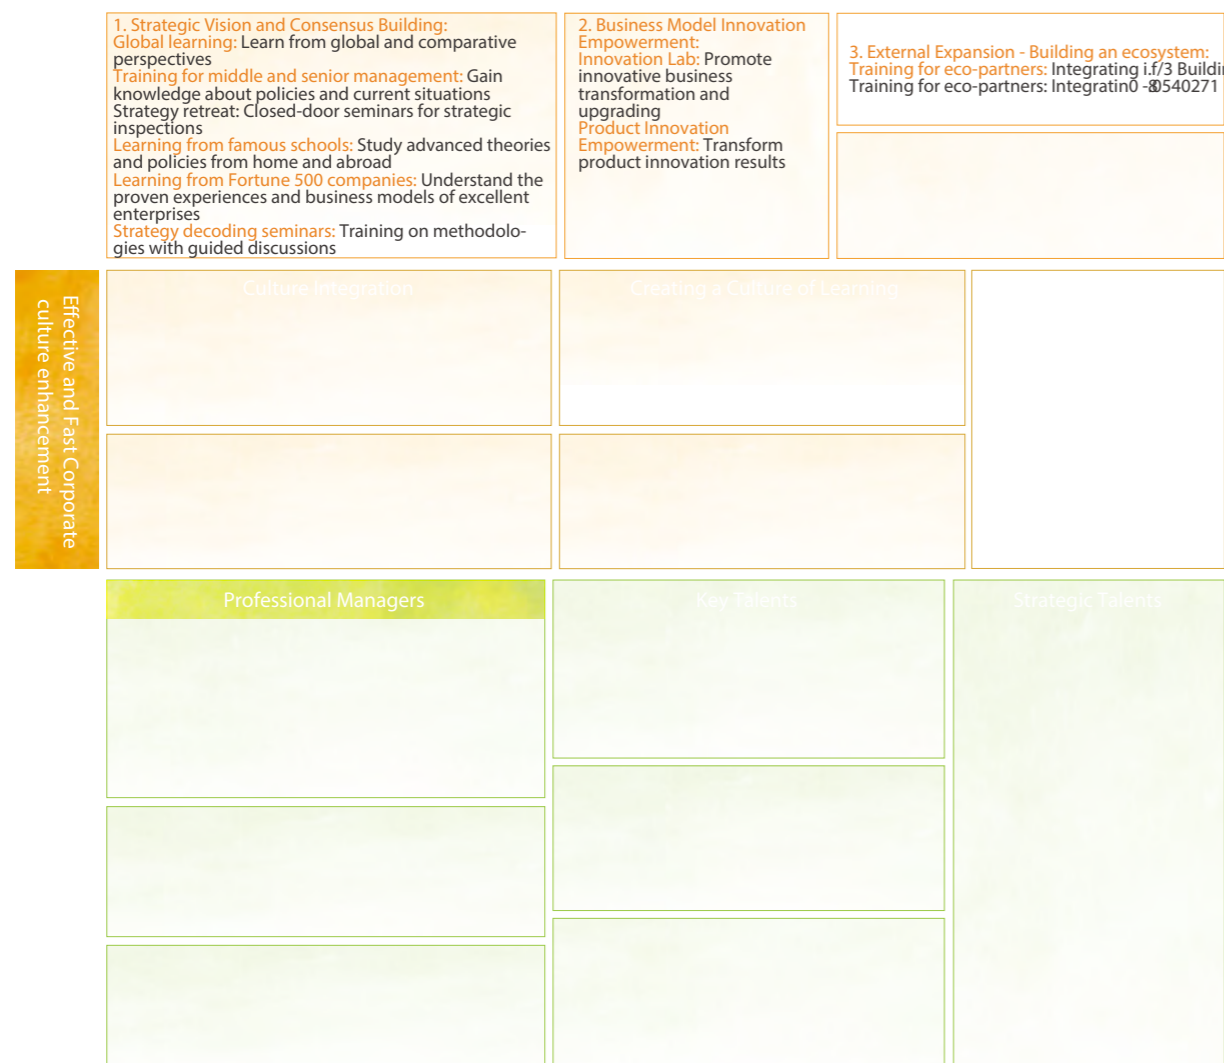 1. Strategic Vision and Consensus Building:
Global learning: Learn from global and comparative
perspectives
Training for middle and senior management: Gain
knowledge about policies and current situations
Strategy retreat: Closed-door seminars for strategic
inspections
Learning from famous schools: Study advanced theories
and policies from home and abroad
Learning from Fortune 500 companies: Understand the
proven experiences and business models of excellent
enterprises
Strategy decoding seminars: Training on methodolo-
gies with guided discussions
2. Business Model Innovation
Empowerment:
Innovation Lab: Promote
innovative business
transformation and
upgrading
Product Innovation
Empowerment: Transform
product innovation results
3. External Expansion - Building an ecosystem:
Training for eco-partners: Integrating i.f/3
Training for eco-partners:
Effective and Fast Corporate
culture enhancement
Culture Integration
Creating a Culture of Learning
Professional Managers
Key Talents
Strategic Talents